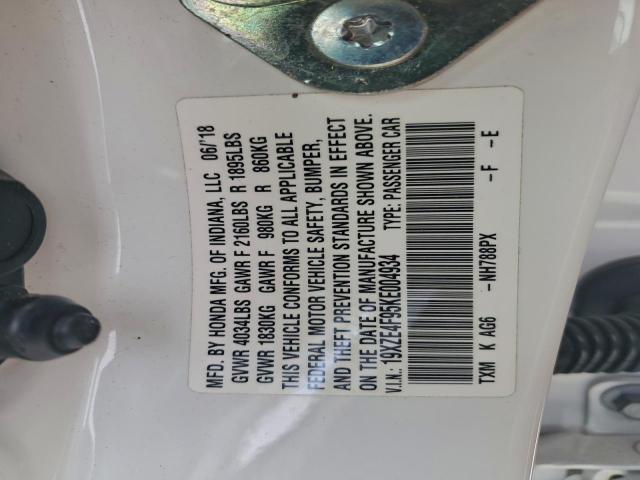 MFD. BY HONDA MFG. OF INDIANA, LLC 06/'18
GVWR 4034LBS GAWR F 2160LBS R 1895LBS
GVWR 1830KG GAWR F 980KG R 860KG
THIS VEHICLE CONFORMS TO ALL APPLICABLE
FEDERAL MOTOR VEHICLE SAFETY, BUMPER,
AND THEFT PREVENTION STANDARDS IN EFFECT
ON THE DATE OF MANUFACTURE SHOWN ABOVE.
V.I.N.: 19XZE4F95KE004934 TYPE: PASSENGER CAR
TXM K AG6 -NH788PX -F -E